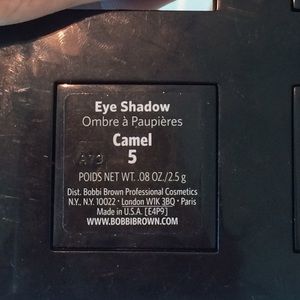 Eye Shadow
Ombre à Paupières
Camel
5
A79
POIDS NET WT. .08 OZ./2.5 g
Dist. Bobbi Brown Professional Cosmetics
N.Y., N.Y. 10022 • London W1K 3BQ • Paris
Made in U.S.A. [E4P9]
WWW.BOBBIBROWN.COM